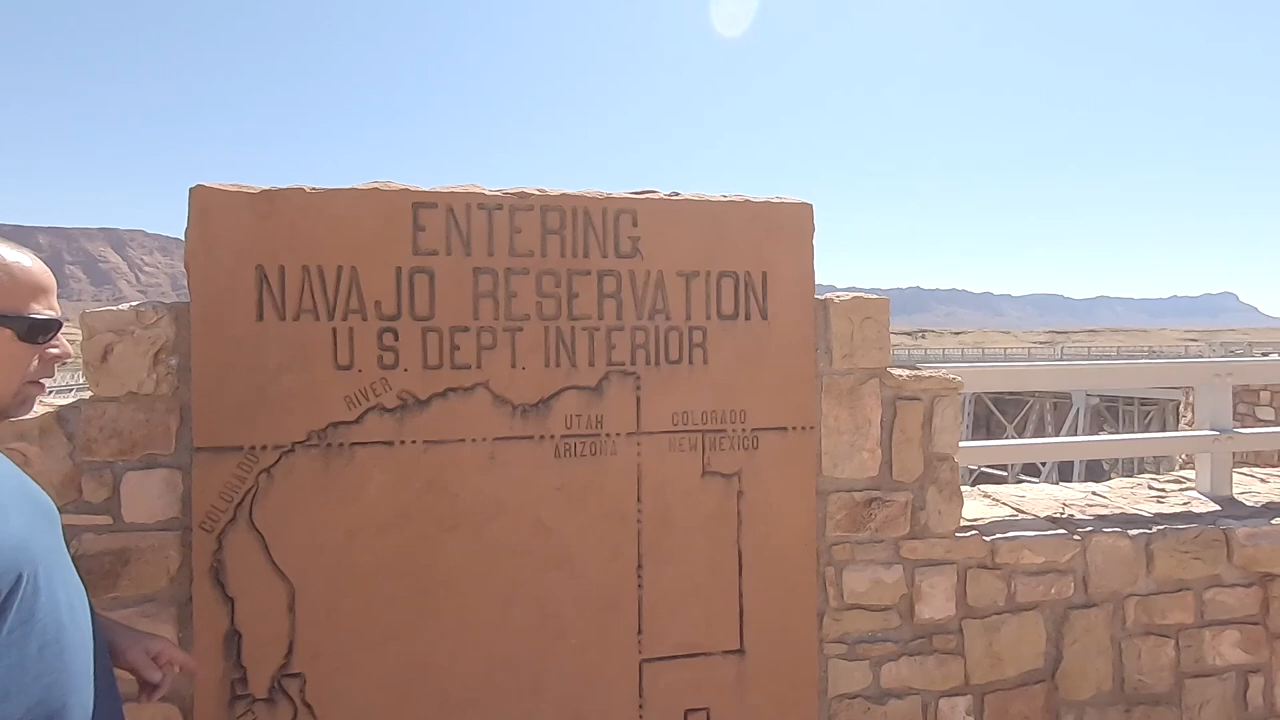 ENTERING
NAVAJO RESERVATION
U.S. DEPT. INTERIOR
RIVER
UTAH
COLORADO
ARIZONA
NEW MEXICO
COLORADO